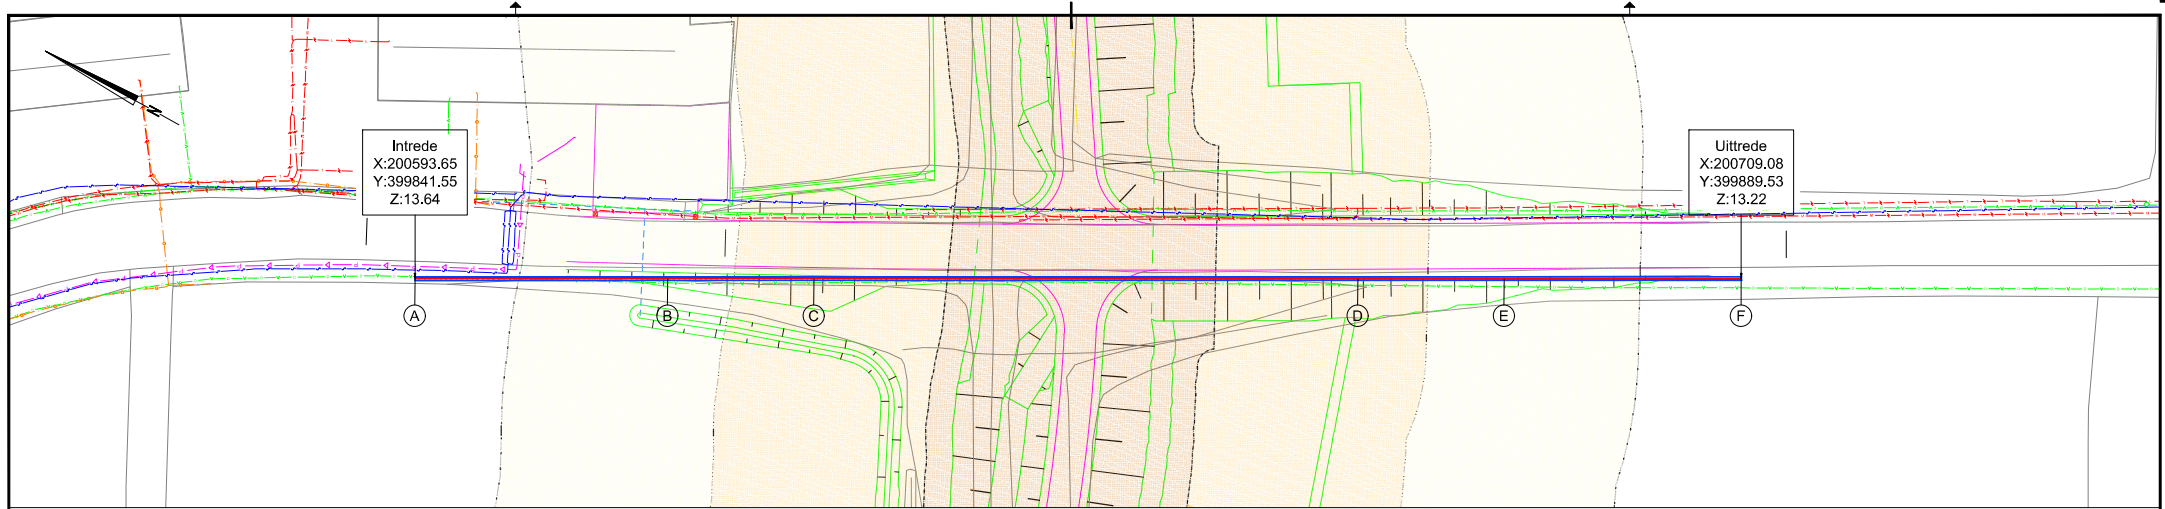 N
Intrede
X:200593.65
Y:399841.55
Z:13.64
Uittrede
X:200709.08
Y:399889.53
Z:13.22
A
B
C
D
E
F